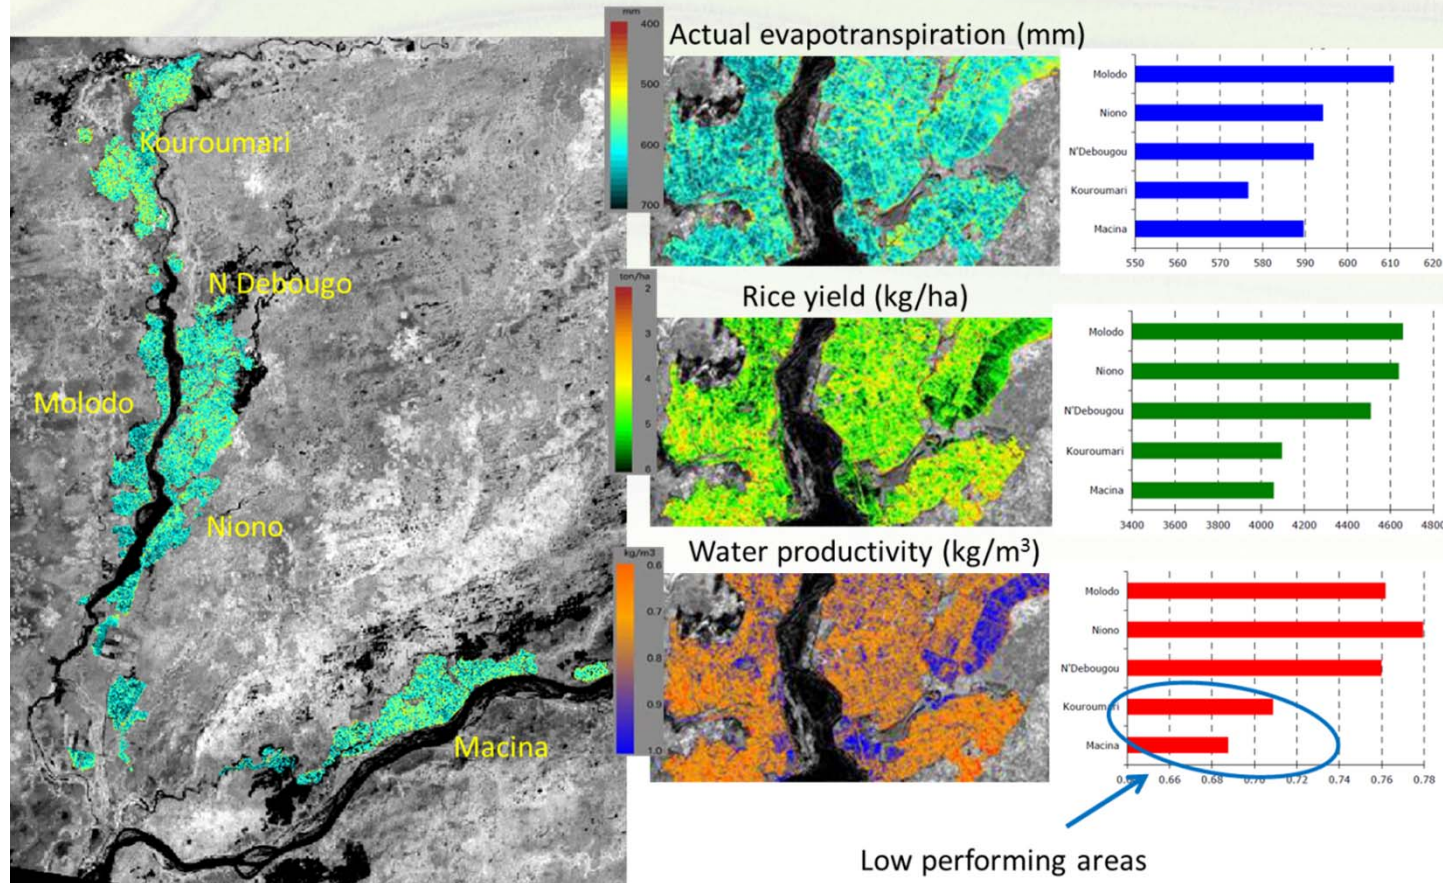 Kouroumari
N Debougo
Molodo
Niono
Macina
mm
400
500
600
700
Actual evapotranspiration (mm)
Molodo
Niono
N'Debougou
Kouroumari
Macina
550 560 570 580 590 600 610 620
ton/ha
2
3
4
5
6
Rice yield (kg/ha)
Molodo
Niono
N'Debougou
Kouroumari
Macina
3400 3600 3800 4000 4200 4400 4600 4800
kg/m3
0.6
0.7
0.8
0.9
1.0
Water productivity (kg/m³)
Molodo
Niono
N'Debougou
Kouroumari
Macina
0.66 0.68 0.70 0.72 0.74 0.76 0.78
Low performing areas